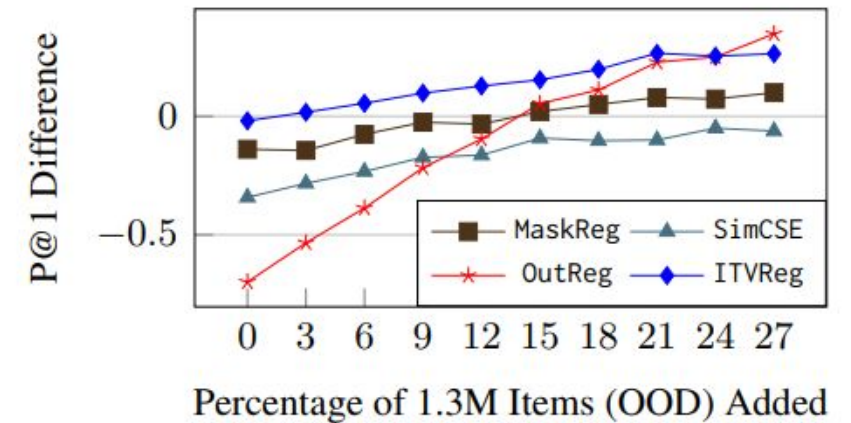 P@1 Difference
0
−0.5
MaskReg SimCSE
OutReg ITVReg
0 3 6 9 12 15 18 21 24 27
Percentage of 1.3M Items (OOD) Added